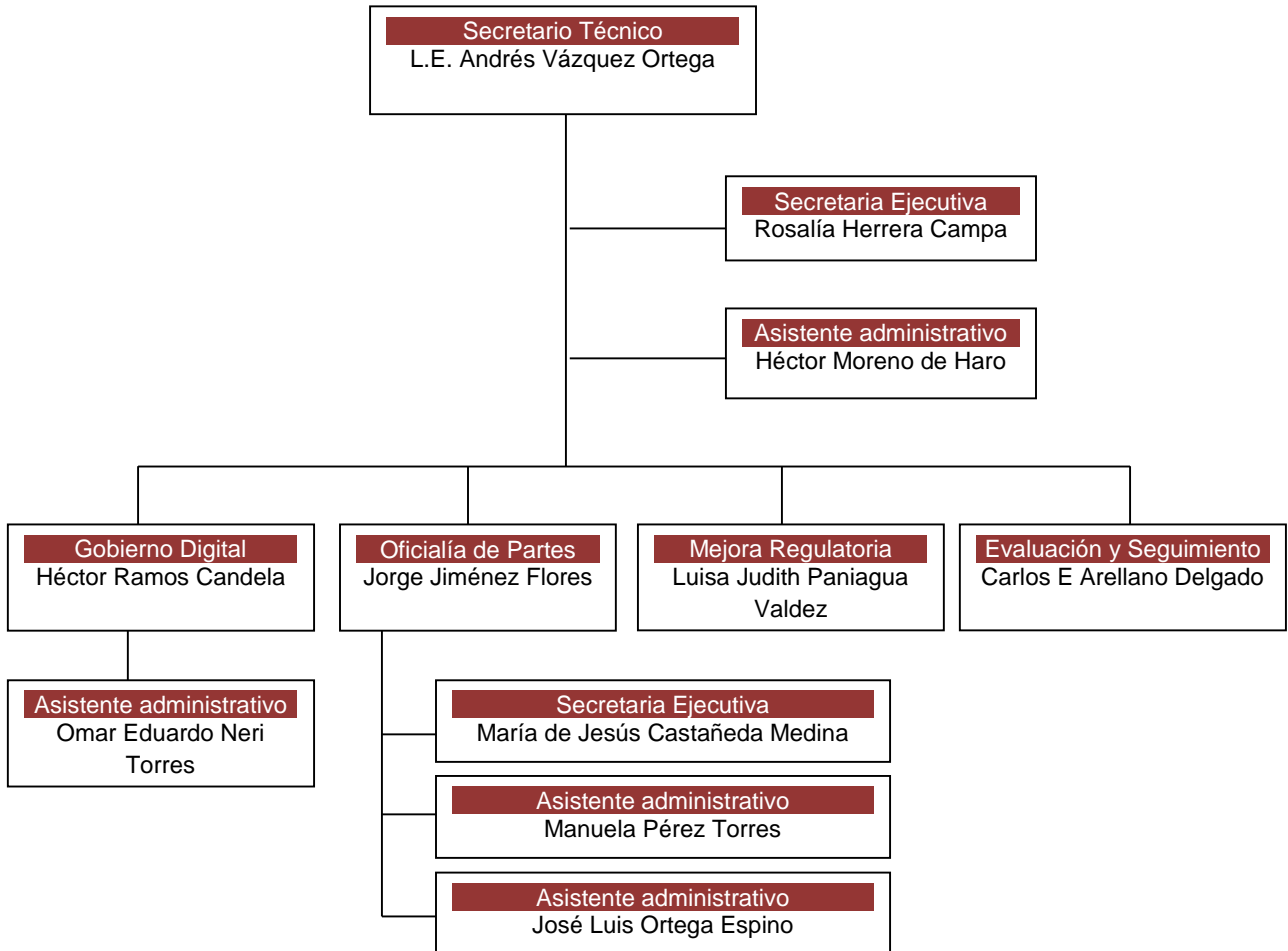 Secretario Técnico
L.E. Andrés Vázquez Ortega
Secretaria Ejecutiva
Rosalía Herrera Campa
Asistente administrativo
Héctor Moreno de Haro
Gobierno Digital
Héctor Ramos Candela
Oficialía de Partes
Jorge Jiménez Flores
Mejora Regulatoria
Luisa Judith Paniagua
Valdez
Evaluación y Seguimiento
Carlos E Arellano Delgado
Asistente administrativo
Omar Eduardo Neri
Torres
Secretaria Ejecutiva
María de Jesús Castañeda Medina
Asistente administrativo
Manuela Pérez Torres
Asistente administrativo
José Luis Ortega Espino